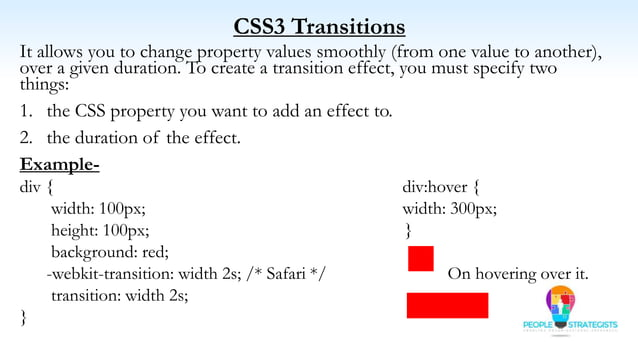 CSS3 Transitions
It allows you to change property values smoothly (from one value to another),
over a given duration. To create a transition effect, you must specify two
things:
1. the CSS property you want to add an effect to.
2. the duration of the effect.
Example-
div {
width: 100px;
height: 100px;
background: red;
-webkit-transition: width 2s; /* Safari */
transition: width 2s;
}
div:hover {
width: 300px;
}
On hovering over it.
PEOPLE STRATEGISTS